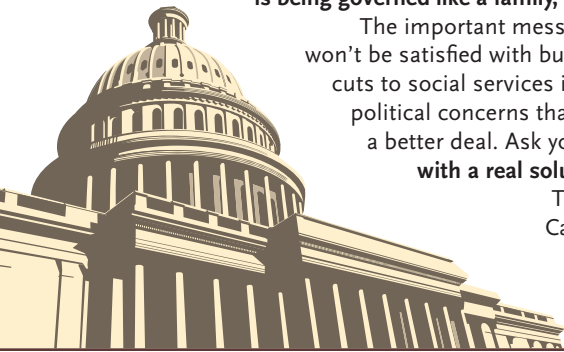 is being governed like a family,
The important mess
won’t be satisfied with bu
cuts to social services i
political concerns tha
a better deal. Ask yo
with a real solu
T
Ca